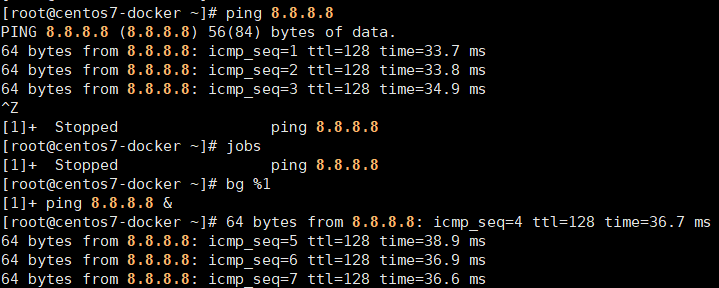 [root@centos7-docker ~]# ping 8.8.8.8
PING 8.8.8.8 (8.8.8.8) 56(84) bytes of data.
64 bytes from 8.8.8.8: icmp_seq=1 ttl=128 time=33.7 ms
64 bytes from 8.8.8.8: icmp_seq=2 ttl=128 time=33.8 ms
64 bytes from 8.8.8.8: icmp_seq=3 ttl=128 time=34.9 ms
^Z
[1]+  Stopped                 ping 8.8.8.8
[root@centos7-docker ~]# jobs
[1]+  Stopped                 ping 8.8.8.8
[root@centos7-docker ~]# bg %1
[1]+ ping 8.8.8.8 &
[root@centos7-docker ~]# 64 bytes from 8.8.8.8: icmp_seq=4 ttl=128 time=36.7 ms
64 bytes from 8.8.8.8: icmp_seq=5 ttl=128 time=38.9 ms
64 bytes from 8.8.8.8: icmp_seq=6 ttl=128 time=36.9 ms
64 bytes from 8.8.8.8: icmp_seq=7 ttl=128 time=36.6 ms